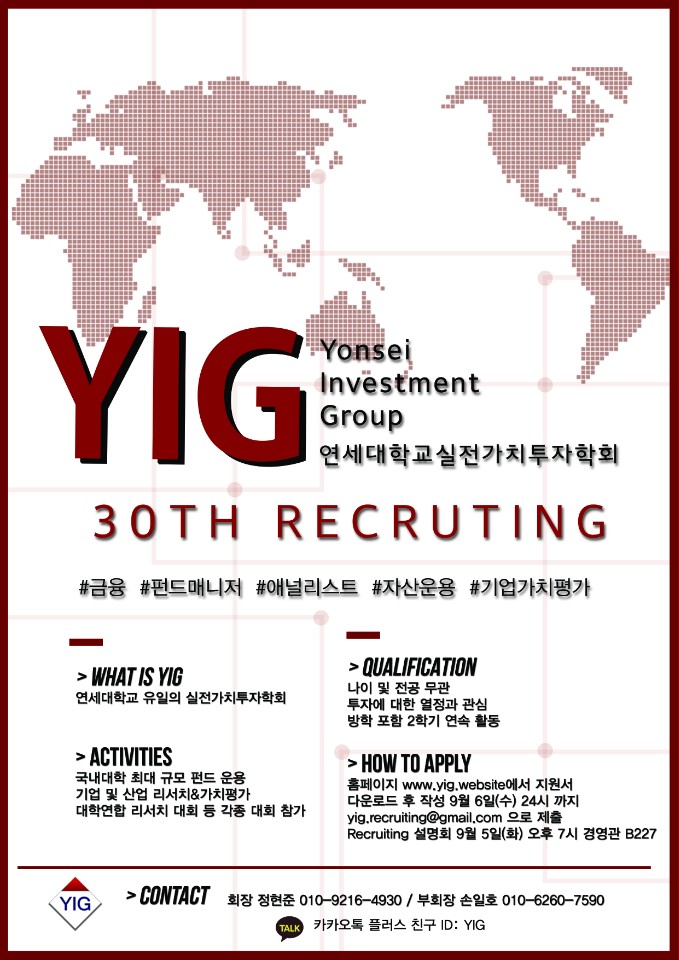 YIG
Yonsei
Investment
Group
연세대학교실전가치투자학회
30TH RECRUTING
#금융 #펀드매니저 #애널리스트 #자산운용 #기업가치평가
> WHAT IS YIG
연세대학교 유일의 실전가치투자학회
> ACTIVITIES
국내대학 최대 규모 펀드 운용
기업 및 산업 리서치&가치평가
대학연합 리서치 대회 등 각종 대회 참가
> QUALIFICATION
나이 및 전공 무관
투자에 대한 열정과 관심
방학 포함 2학기 연속 활동
> HOW TO APPLY
홈페이지 www.yig.website에서 지원서
다운로드 후 작성 9월 6일(수) 24시 까지
yig.recruiting@gmail.com 으로 제출
Recruiting 설명회 9월 5일(화) 오후 7시 경영관 B227
YIG
> CONTACT
회장 정현준 010-9216-4930 / 부회장 손일호 010-6260-7590
TALK
카카오톡 플러스 친구 ID: YIG